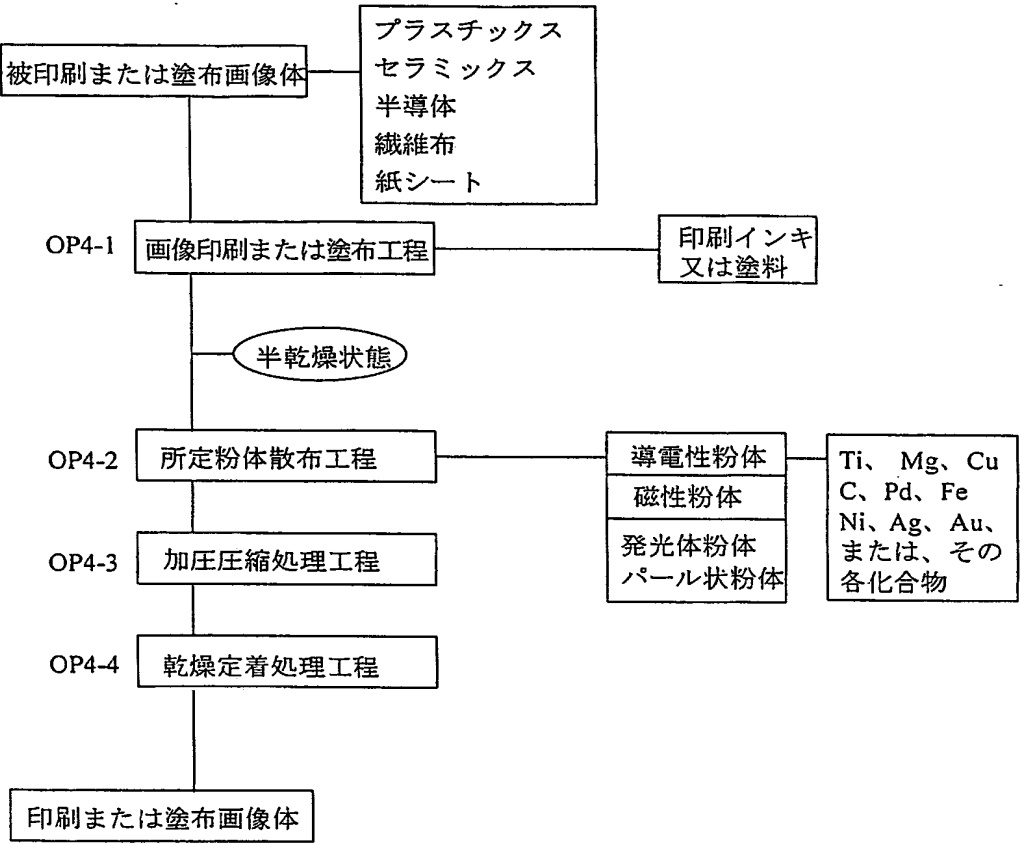 プラスチックス
セラミックス
半導体
繊維布
紙シート
被印刷または塗布画像体
OP4-1
画像印刷または塗布工程
印刷インキ
又は塗料
半乾燥状態
OP4-2
所定粉体散布工程
導電性粉体
磁性粉体
発光体粉体
パール状粉体
Ti、 Mg、Cu
C、Pd、Fe
Ni、Ag、Au、
または、その
各化合物
OP4-3
加圧圧縮処理工程
OP4-4
乾燥定着処理工程
印刷または塗布画像体